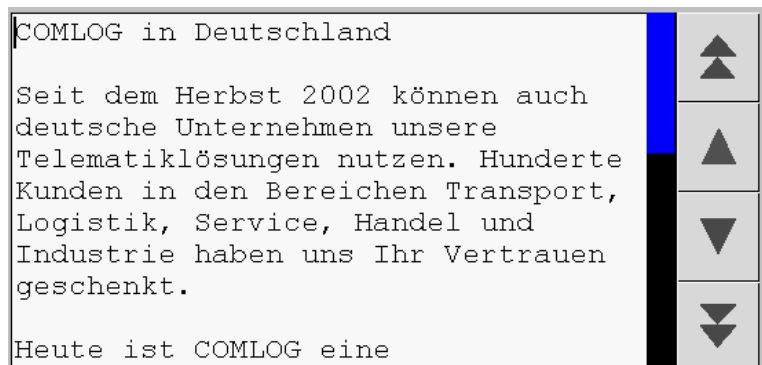 COMLOG in Deutschland
Seit dem Herbst 2002 können auch
deutsche Unternehmen unsere
Telematiklösungen nutzen. Hunderte
Kunden in den Bereichen Transport,
Logistik, Service, Handel und
Industrie haben uns Ihr Vertrauen
geschenkt.
Heute ist COMLOG eine